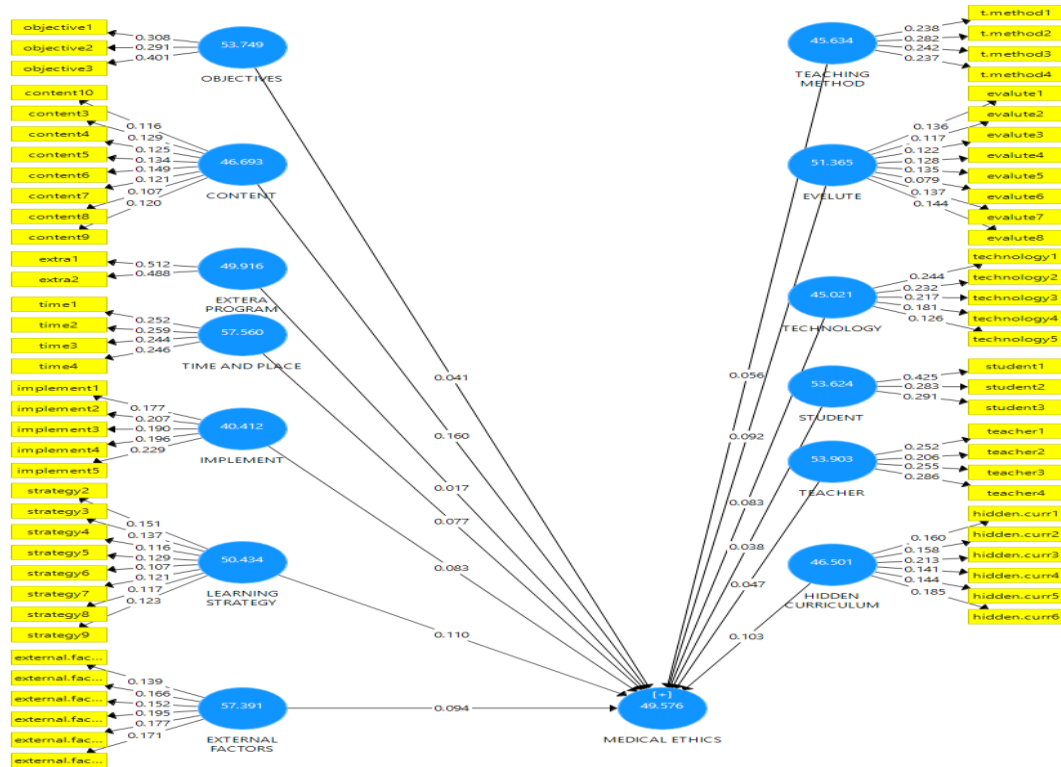 objective1
objective2
objective3
0.308
0.291
0.401
53.749
OBJECTIVES
content10
content3
content4
content5
content6
content7
content8
content9
0.116
0.129
0.125
0.134
0.149
0.121
0.107
0.120
46.693
CONTENT
extra1
extra2
0.512
0.488
49.916
EXTERA
PROGRAM
time1
time2
time3
time4
0.252
0.259
0.244
0.246
57.560
TIME AND PLACE
implement1
implement2
implement3
implement4
implement5
0.177
0.207
0.190
0.196
0.229
40.412
IMPLEMENT
strategy2
strategy3
strategy4
strategy5
strategy6
strategy7
strategy8
strategy9
0.151
0.137
0.116
0.129
0.107
0.121
0.117
0.123
50.434
LEARNING
STRATEGY
external.fac...
external.fac...
external.fac...
external.fac...
external.fac...
external.fac...
0.139
0.166
0.152
0.195
0.177
0.171
57.391
EXTERNAL
FACTORS
0.041
0.160
0.017
0.077
0.083
0.110
0.094
0.056
0.092
0.083
0.038
0.047
0.103
[+]
49.576
MEDICAL ETHICS
45.634
TEACHING
METHOD
0.238
0.282
0.242
0.237
t.method1
t.method2
t.method3
t.method4
51.365
EVELUTE
0.136
0.117
0.122
0.128
0.135
0.079
0.137
0.144
evalute1
evalute2
evalute3
evalute4
evalute5
evalute6
evalute7
evalute8
45.021
TECHNOLOGY
0.244
0.232
0.217
0.181
0.126
technology1
technology2
technology3
technology4
technology5
53.624
STUDENT
0.425
0.283
0.291
student1
student2
student3
53.903
TEACHER
0.252
0.206
0.255
0.286
teacher1
teacher2
teacher3
teacher4
46.501
HIDDEN
CURRICULUM
0.160
0.158
0.213
0.141
0.144
0.185
hidden.curr1
hidden.curr2
hidden.curr3
hidden.curr4
hidden.curr5
hidden.curr6